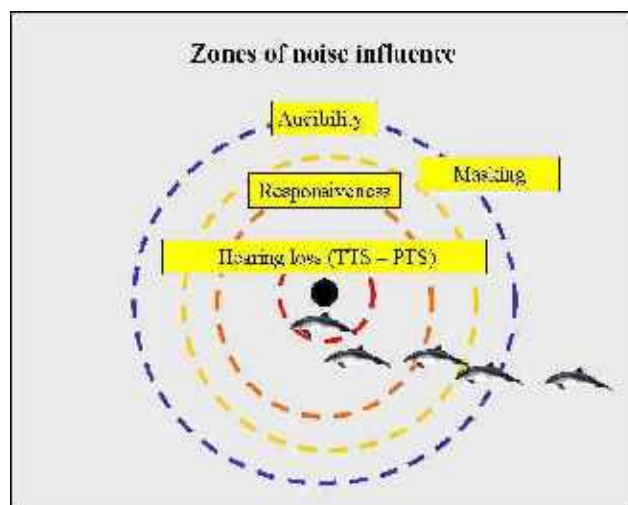 Zones of noise influence
Audibility
Masking
Responsiveness
Hearing loss (TTS – PTS)